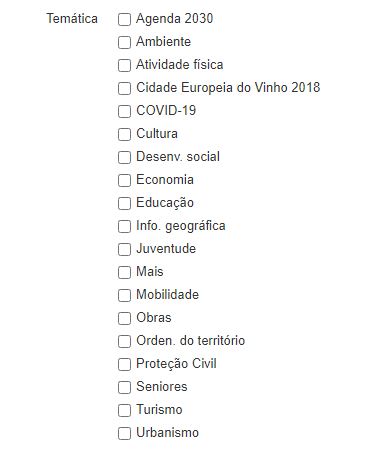 Temática Agenda 2030
Ambiente
Atividade física
Cidade Europeia do Vinho 2018
COVID-19
Cultura
Desenv. social
Economia
Educação
Info. geográfica
Juventude
Mais
Mobilidade
Obras
Orden. do território
Proteção Civil
Seniores
Turismo
Urbanismo